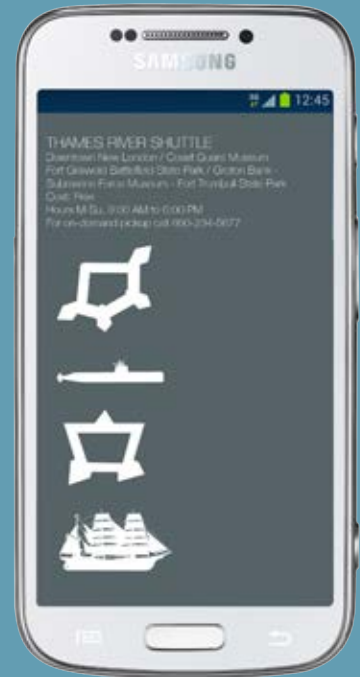 SAMSUNG
3G 12:45
THAMES RIVER SHUTTLE
Downtown New London / Coast Guard Museum
Fort Griswold Battlefield State Park / Groton Bank -
Submarine Force Museum - Fort Trumbull State Park
Cost: Free
Hours M-Su, 9:00 AM to 6:00 PM
For on-demand pickup call